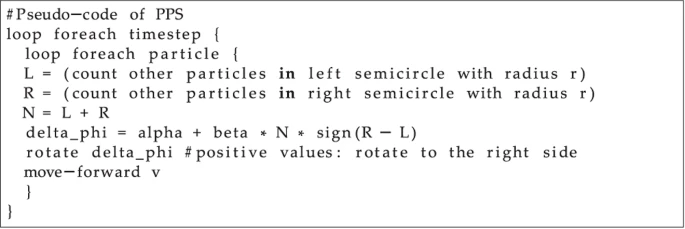 #Pseudo−code of PPS
loop foreach timestep {
loop foreach particle {
L = (count other particles in left semicircle with radius r)
R = (count other particles in right semicircle with radius r)
N = L + R
delta_phi = alpha + beta * N * sign(R − L)
rotate delta_phi #positive values: rotate to the right side
move−forward v
}
}